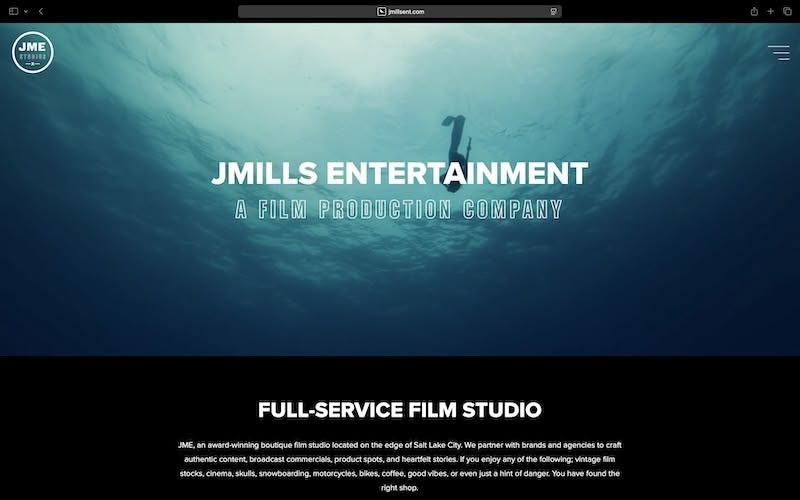 jmillsent.com
JME
STUDIOS
JMILLS ENTERTAINMENT
A FILM PRODUCTION COMPANY
FULL-SERVICE FILM STUDIO
JME, an award-winning boutique film studio located on the edge of Salt Lake City. We partner with brands and agencies to craft
authentic content, broadcast commercials, product spots, and heartfelt stories. If you enjoy any of the following; vintage film
stocks, cinema, skulls, snowboarding, motorcycles, bikes, coffee, good vibes, or even just a hint of danger. You have found the
right shop.